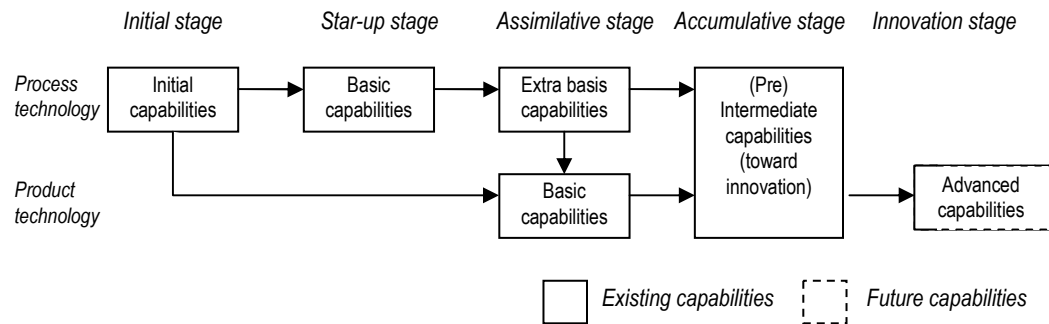 Initial stage
Star-up stage
Assimilative stage
Accumulative stage
Innovation stage
Process
technology
Initial
capabilities
Basic
capabilities
Extra basis
capabilities
(Pre)
Intermediate
capabilities
(toward
innovation)
Product
technology
Basic
capabilities
Advanced
capabilities
Existing capabilities
Future capabilities